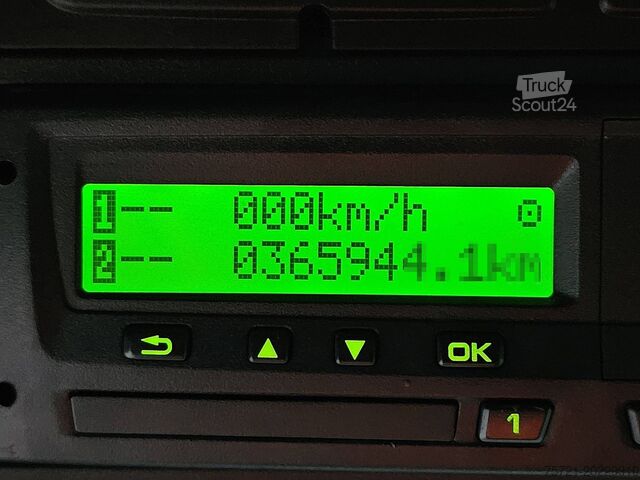 Truck
Scout24
1-- 000km/h
2-- 0365944.1km
OK
1